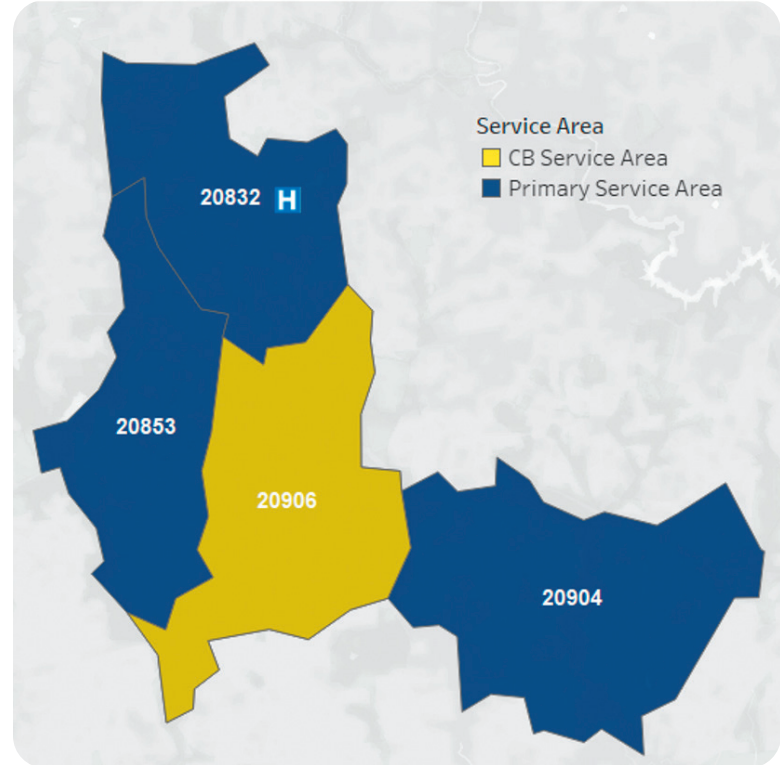 Service Area
CB Service Area
Primary Service Area
20832 H
20853
20906
20904